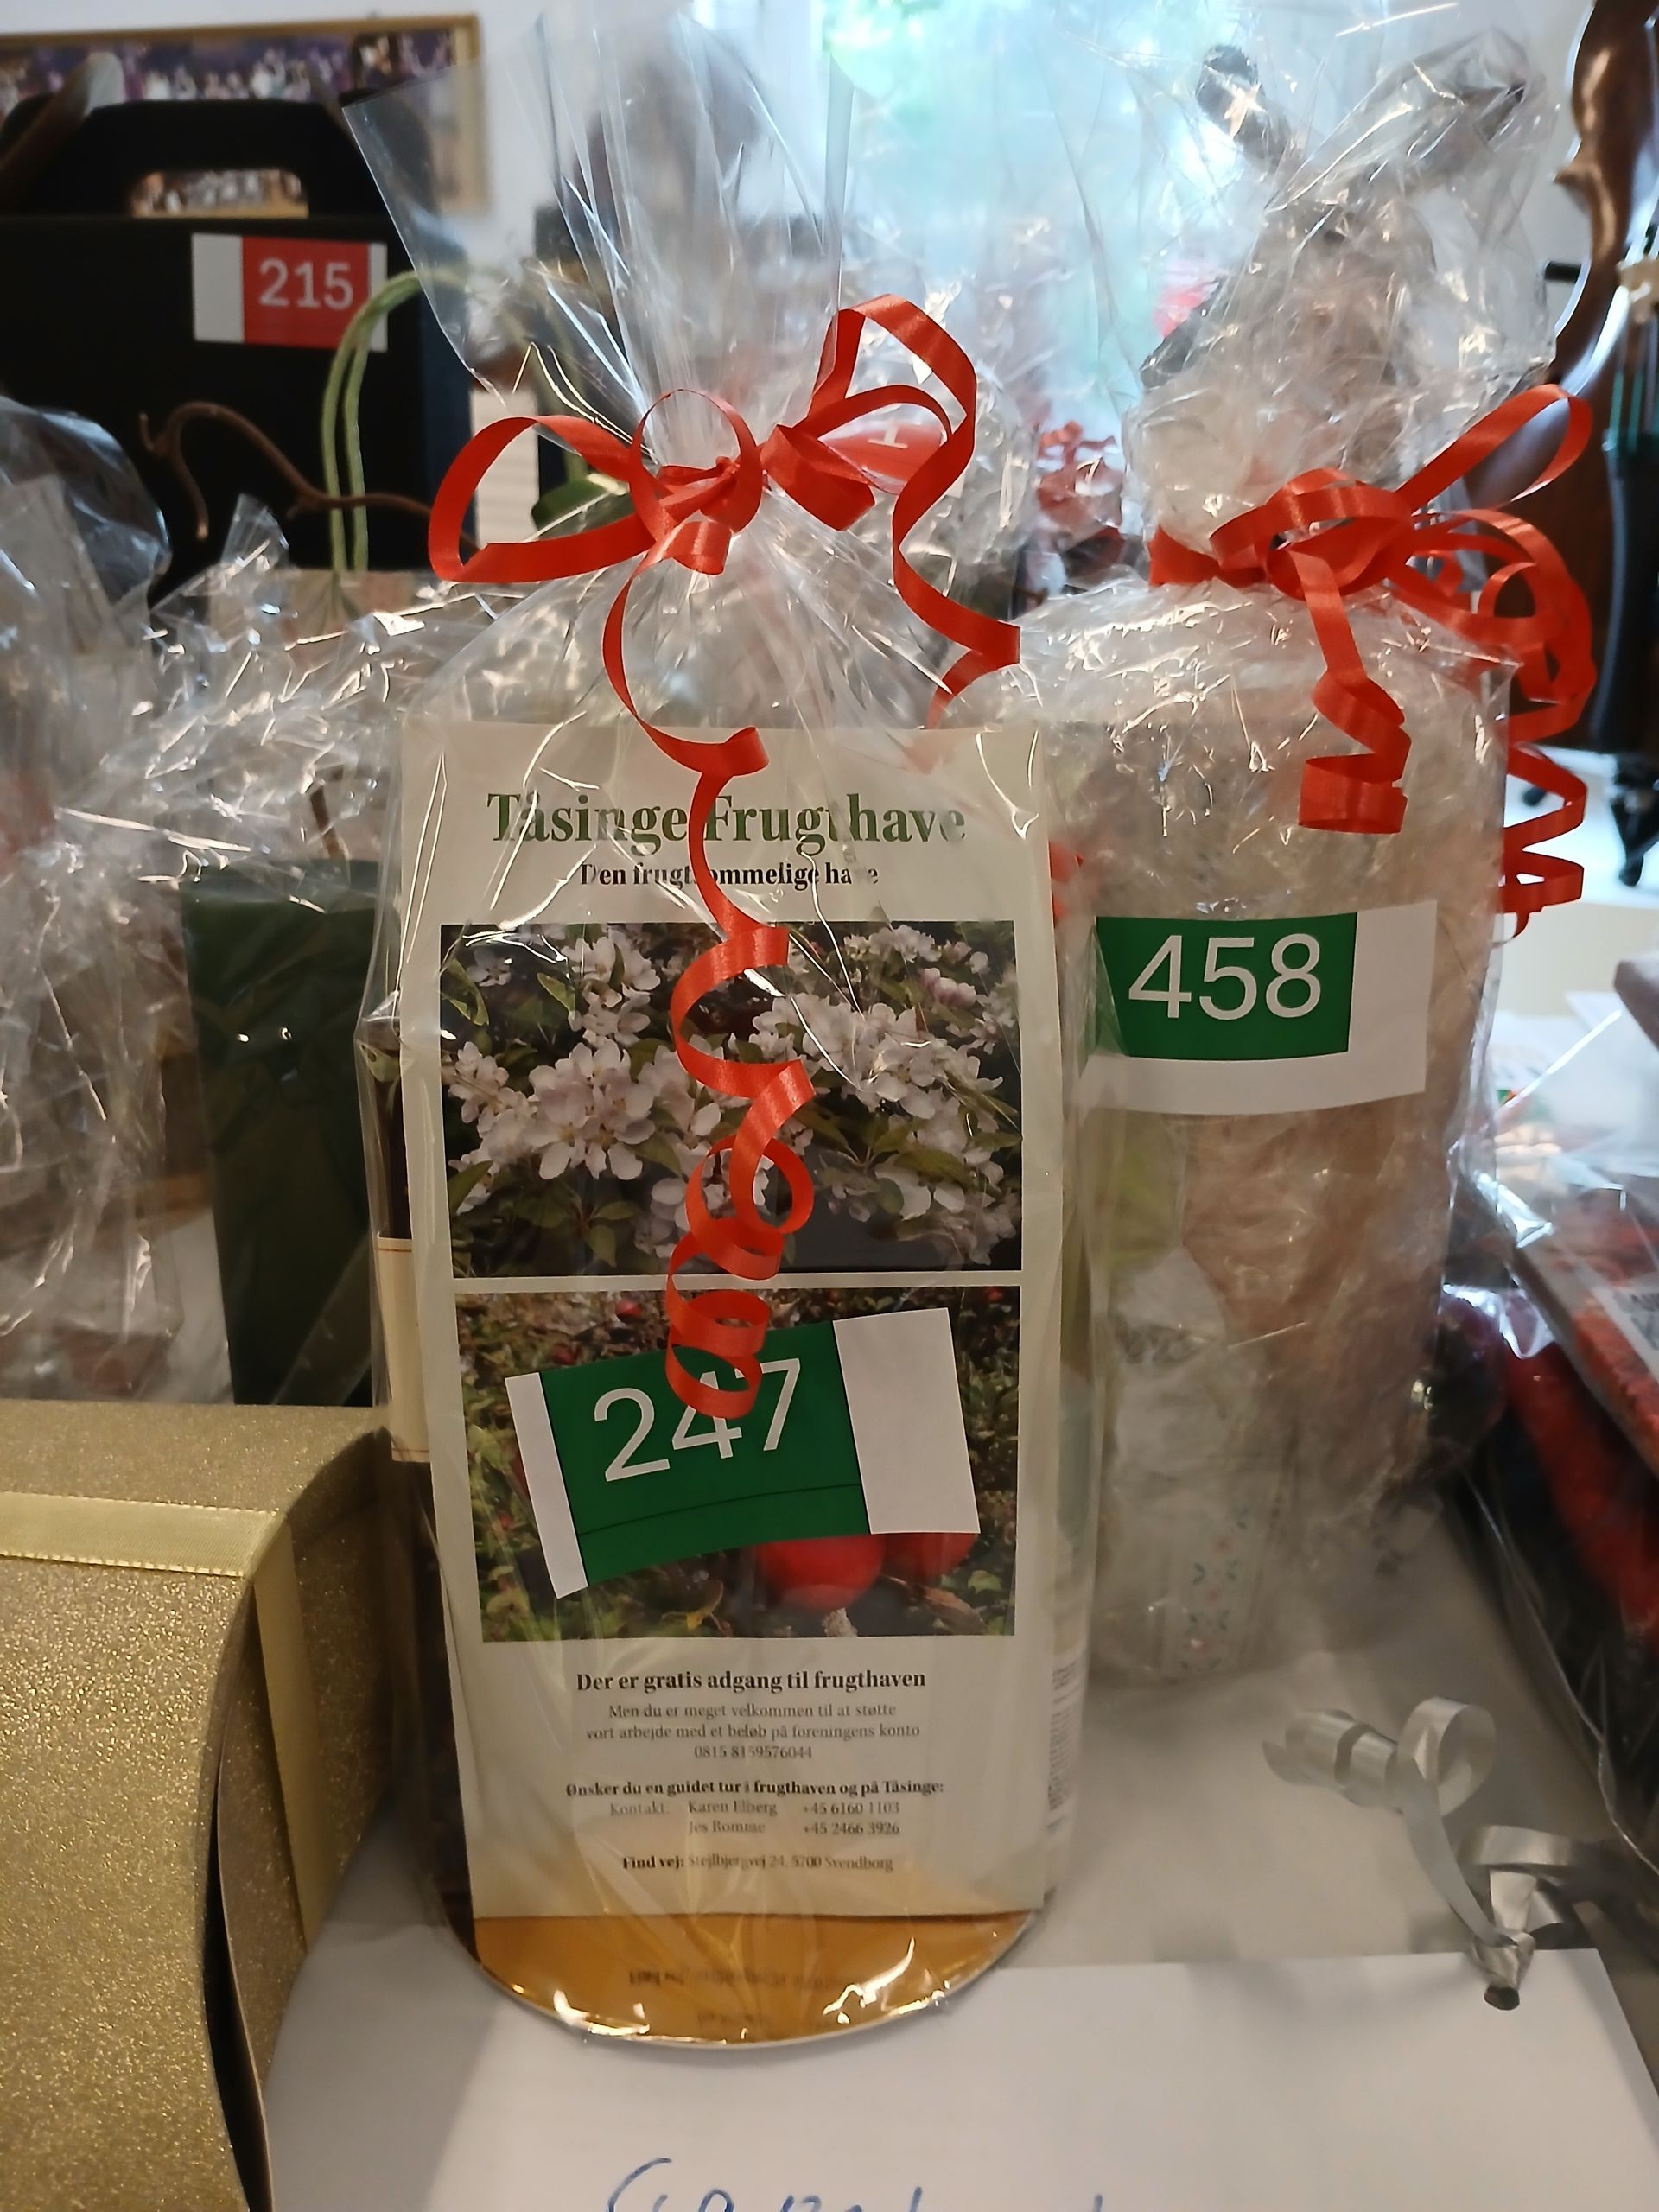 215
Tåsinge Frugthave
Den frugtsommelige have
458
247
Der er gratis adgang til frugthaven
Men du er meget velkommen til at støtte
vort arbejde med et beløb på foreningens konto
0815 8159576044
Ønsker du en guidet tur i frugthaven og på Tåsinge:
Kontakt: Karen Elberg +45 6160 1103
Jes Romsøe +45 2466 3926
Find vej: Stejlbjergvej 24, 5700 Svendborg